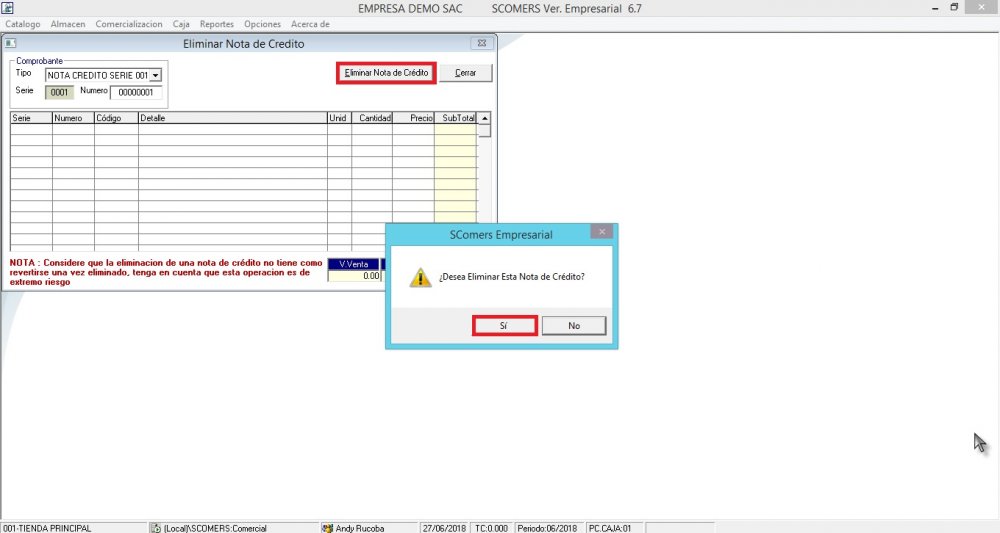 EMPRESA DEMO SAC SCOMERS Ver. Empresarial 6.7
Catalogo Almacen Comercialización Caja Reportes Opciones Acerca de
Eliminar Nota de Credito
Comprobante
Tipo NOTA CREDITO SERIE 001
Eliminar Nota de Crédito Cerrar
Serie 0001 Numero 00000001
Serie Numero Código Detalle Unid Cantidad Precio SubTotal
SComers Empresarial
¿Desea Eliminar Esta Nota de Crédito?
Sí No
NOTA : Considere que la eliminacion de una nota de crédito no tiene como
revertirse una vez eliminado, tenga en cuenta que esta operacion es de
extremo riesgo
V.Venta
0.00
001-TIENDA PRINCIPAL (Local)\SCOMERS:Comercial Andy Rucoba 27/06/2018 TC:0.000 Periodo:06/2018 PC.CAJA:01